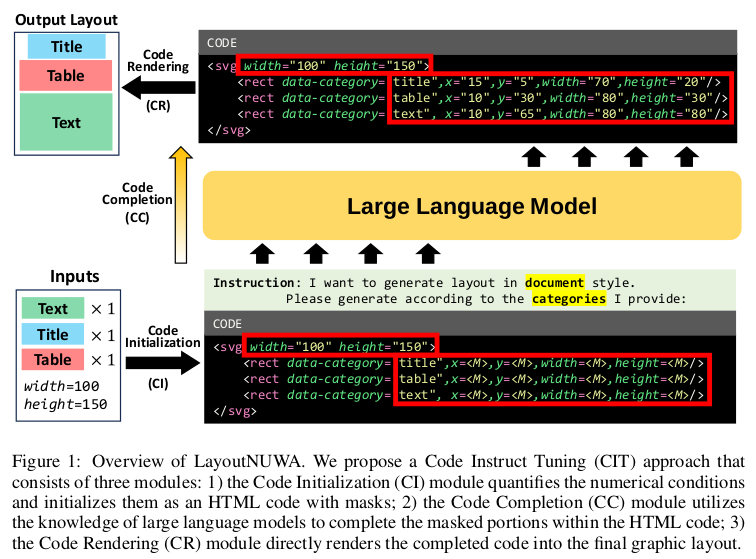 Output Layout
Title
Table
Text
Code
Rendering
(CR)
CODE
<svg width="100" height="150">
<rect data-category= title",x="15",y="5",width="70",height="20"/>
<rect data-category= table",x="10",y="30",width="80",height="30"/>
<rect data-category= text", x="10",y="65",width="80",height="80"/>
</svg>
Code
Completion
(CC)
Large Language Model
Inputs
Text × 1
Title × 1
Table × 1
width=100
height=150
Code
Initialization
(CI)
Instruction: I want to generate layout in document style.
Please generate according to the categories I provide:
CODE
<svg width="100" height="150">
<rect data-category= title",x=<M>,y=<M>,width=<M>,height=<M>/>
<rect data-category= table",x=<M>,y=<M>,width=<M>,height=<M>/>
<rect data-category= text", x=<M>,y=<M>,width=<M>,height=<M>/>
</svg>
Figure 1: Overview of LayoutNUWA. We propose a Code Instruct Tuning (CIT) approach that
consists of three modules: 1) the Code Initialization (CI) module quantifies the numerical conditions
and initializes them as an HTML code with masks; 2) the Code Completion (CC) module utilizes
the knowledge of large language models to complete the masked portions within the HTML code; 3)
the Code Rendering (CR) module directly renders the completed code into the final graphic layout.